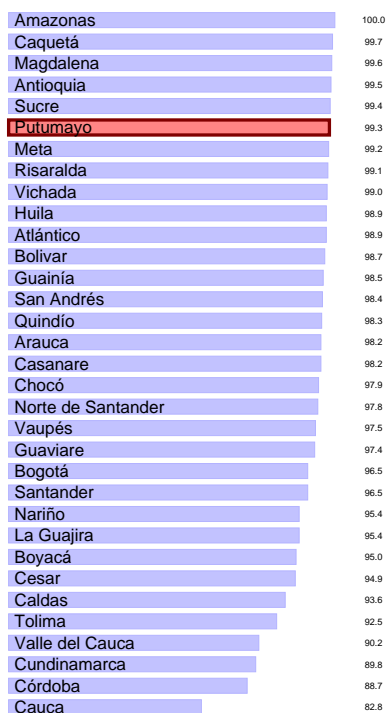 Amazonas 100.0
Caquetá 99.7
Magdalena 99.6
Antioquia 99.5
Sucre 99.4
Putumayo 99.3
Meta 99.2
Risaralda 99.1
Vichada 99.0
Huila 98.9
Atlántico 98.9
Bolivar 98.7
Guainía 98.5
San Andrés 98.4
Quindío 98.3
Arauca 98.2
Casanare 98.2
Chocó 97.9
Norte de Santander 97.8
Vaupés 97.5
Guaviare 97.4
Bogotá 96.5
Santander 96.5
Nariño 95.4
La Guajira 95.4
Boyacá 95.0
Cesar 94.9
Caldas 93.6
Tolima 92.5
Valle del Cauca 90.2
Cundinamarca 89.8
Córdoba 88.7
Cauca 82.8